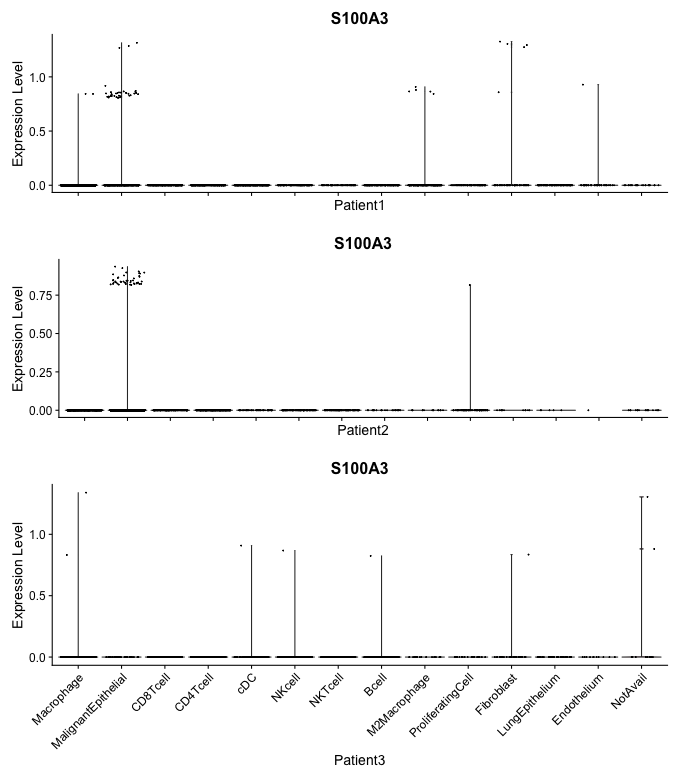 S100A3
Expression Level
1.0
0.5
0.0
Patient1
S100A3
Expression Level
0.75
0.50
0.25
0.00
Patient2
S100A3
Expression Level
1.0
0.5
0.0
Macrophage
MalignantEpithelial
CD8Tcell
CD4Tcell
cDC
NKcell
NKTcell
Bcell
M2Macrophage
ProliferatingCell
Fibroblast
LungEpithelium
Endothelium
NotAvail
Patient3